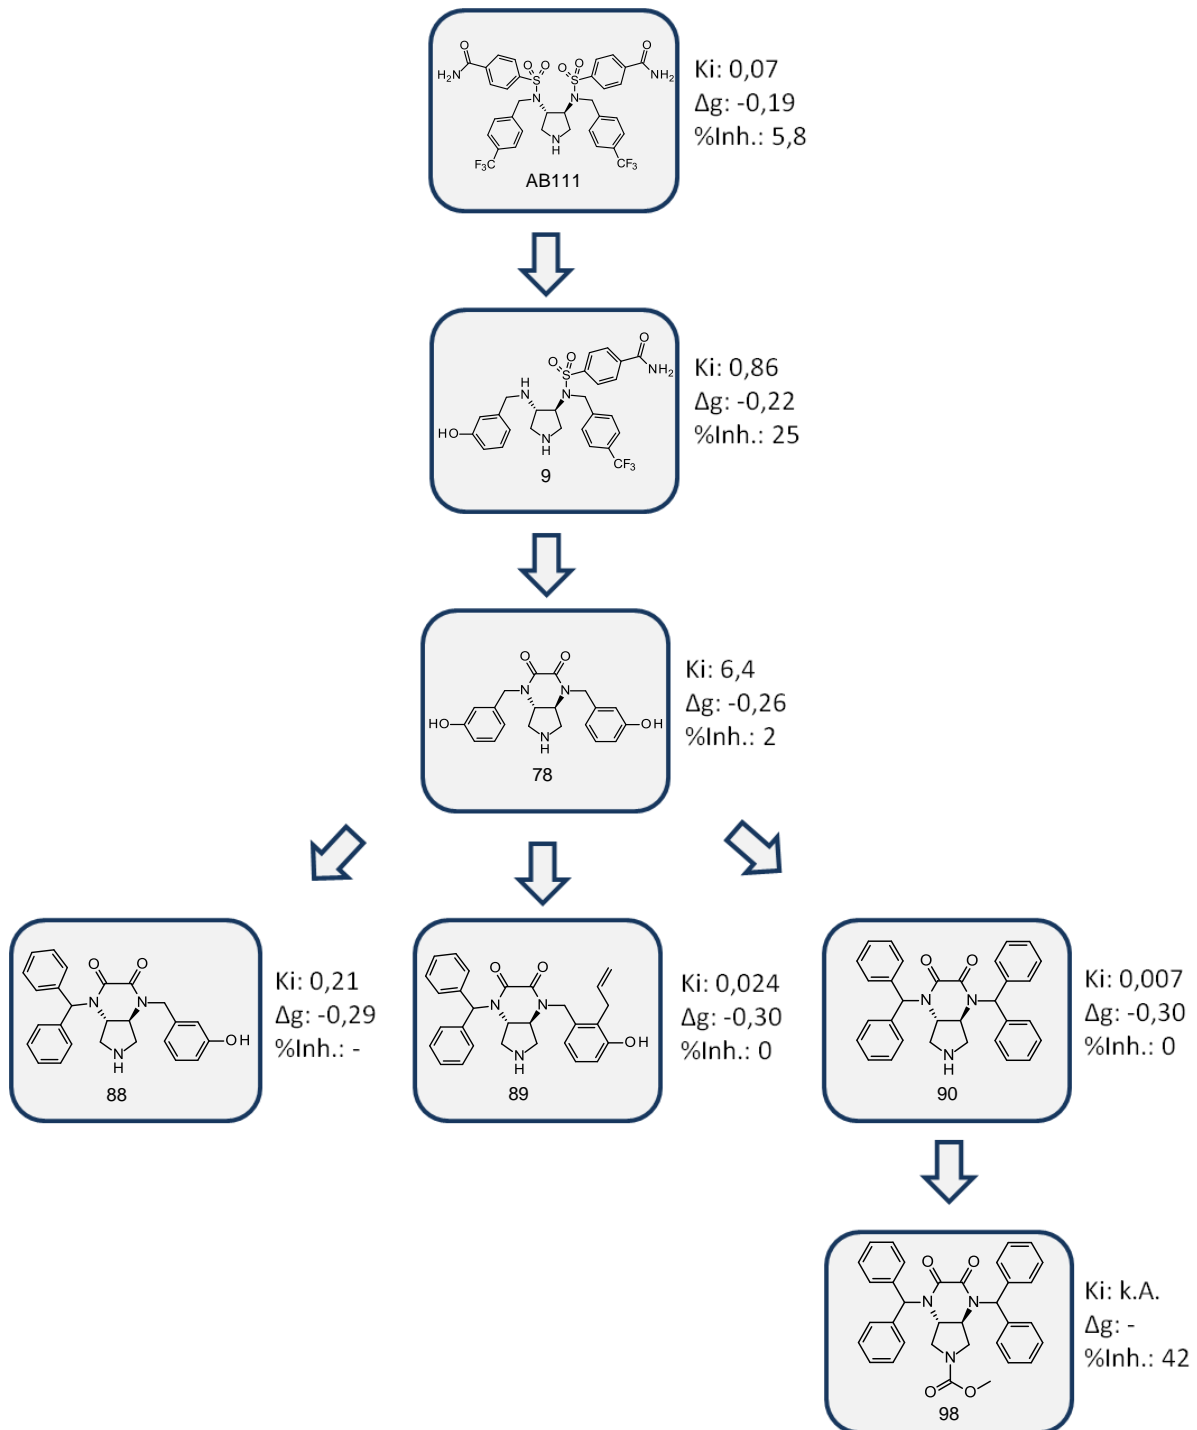 O
H₂N
O O
S
N
O O
S
N
O
NH₂
N
H
F₃C
CF₃
AB111
Ki: 0,07
Δg: -0,19
%Inh.: 5,8
H
N
O O
S
N
O
NH₂
HO
N
H
CF₃
9
Ki: 0,86
Δg: -0,22
%Inh.: 25
O O
N N
HO
OH
N
H
78
Ki: 6,4
Δg: -0,26
%Inh.: 2
O O
N N
OH
N
H
88
Ki: 0,21
Δg: -0,29
%Inh.: -
O O
N N
OH
N
H
89
Ki: 0,024
Δg: -0,30
%Inh.: 0
O O
N N
N
H
90
Ki: 0,007
Δg: -0,30
%Inh.: 0
O O
N N
N
O O
98
Ki: k.A.
Δg: -
%Inh.: 42